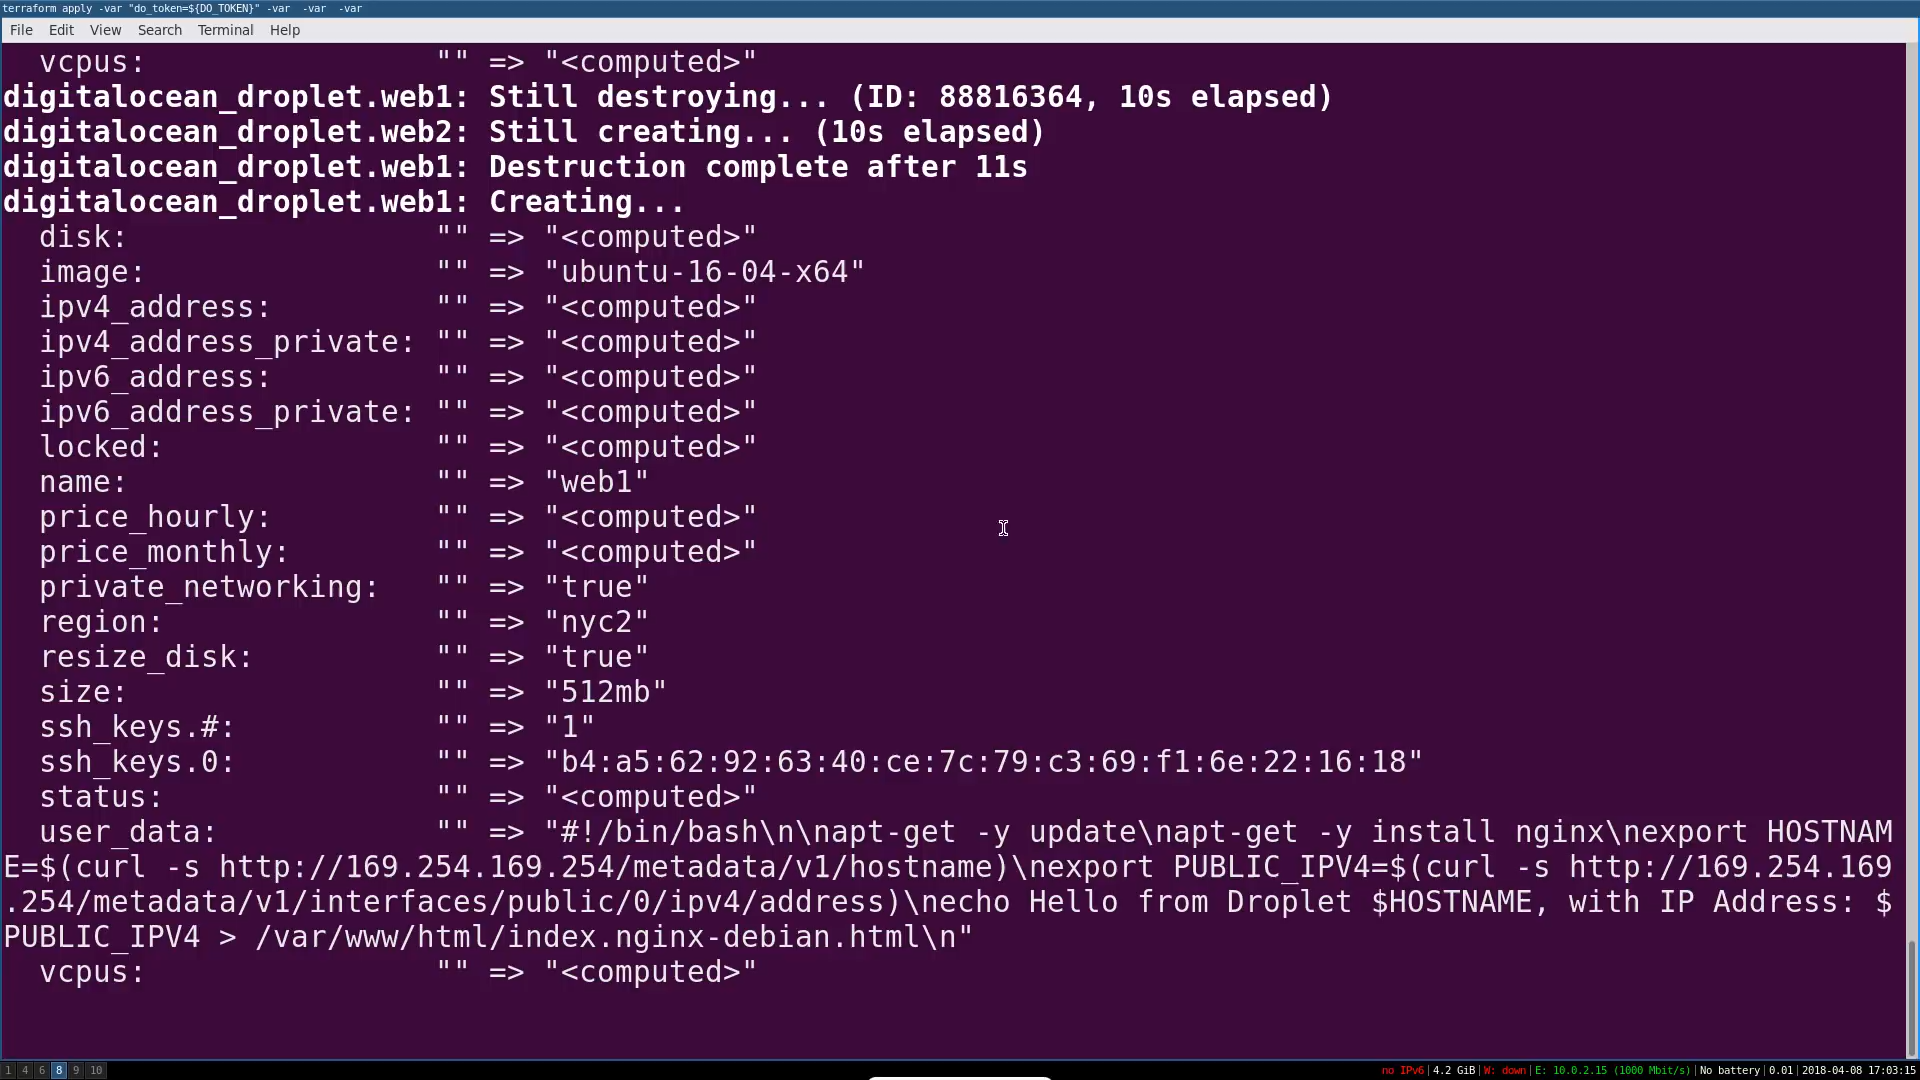 terraform apply -var "do_token=${DO_TOKEN}" -var  -var  -var
File Edit View Search Terminal Help
  vcpus:                "" => "<computed>"
digitalocean_droplet.web1: Still destroying... (ID: 88816364, 10s elapsed)
digitalocean_droplet.web2: Still creating... (10s elapsed)
digitalocean_droplet.web1: Destruction complete after 11s
digitalocean_droplet.web1: Creating...
  disk:                 "" => "<computed>"
  image:                "" => "ubuntu-16-04-x64"
  ipv4_address:         "" => "<computed>"
  ipv4_address_private: "" => "<computed>"
  ipv6_address:         "" => "<computed>"
  ipv6_address_private: "" => "<computed>"
  locked:               "" => "<computed>"
  name:                 "" => "web1"
  price_hourly:         "" => "<computed>"
  price_monthly:        "" => "<computed>"
  private_networking:   "" => "true"
  region:               "" => "nyc2"
  resize_disk:          "" => "true"
  size:                 "" => "512mb"
  ssh_keys.#:           "" => "1"
  ssh_keys.0:           "" => "b4:a5:62:92:63:40:ce:7c:79:c3:69:f1:6e:22:16:18"
  status:               "" => "<computed>"
  user_data:            "" => "#!/bin/bash\n\napt-get -y update\napt-get -y install nginx\nexport HOSTNAM
E=$(curl -s http://169.254.169.254/metadata/v1/hostname)\nexport PUBLIC_IPV4=$(curl -s http://169.254.169
.254/metadata/v1/interfaces/public/0/ipv4/address)\necho Hello from Droplet $HOSTNAME, with IP Address: $
PUBLIC_IPV4 > /var/www/html/index.nginx-debian.html\n"
  vcpus:                "" => "<computed>"
1 4 6 8 9 10 no IPv6|4.2 GiB|W: down|E: 10.0.2.15 (1000 Mbit/s)|No battery|0.01|2018-04-08 17:03:15